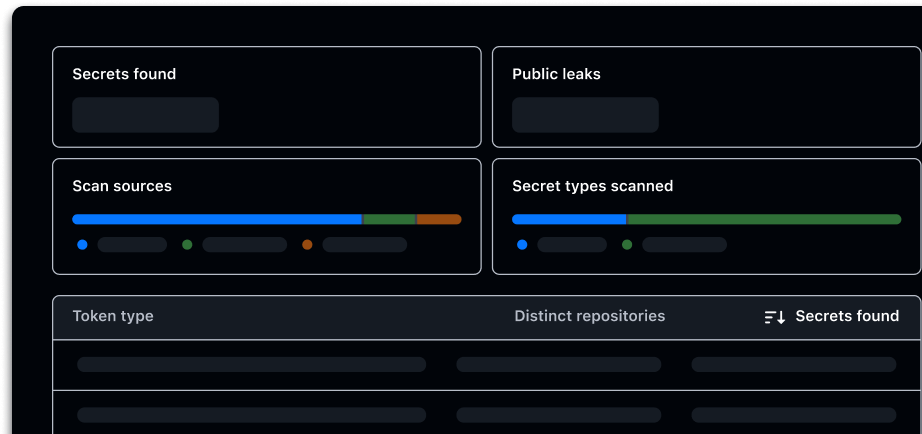 Secrets found
Public leaks
Scan sources
Secret types scanned
Token type
Distinct repositories
Secrets found